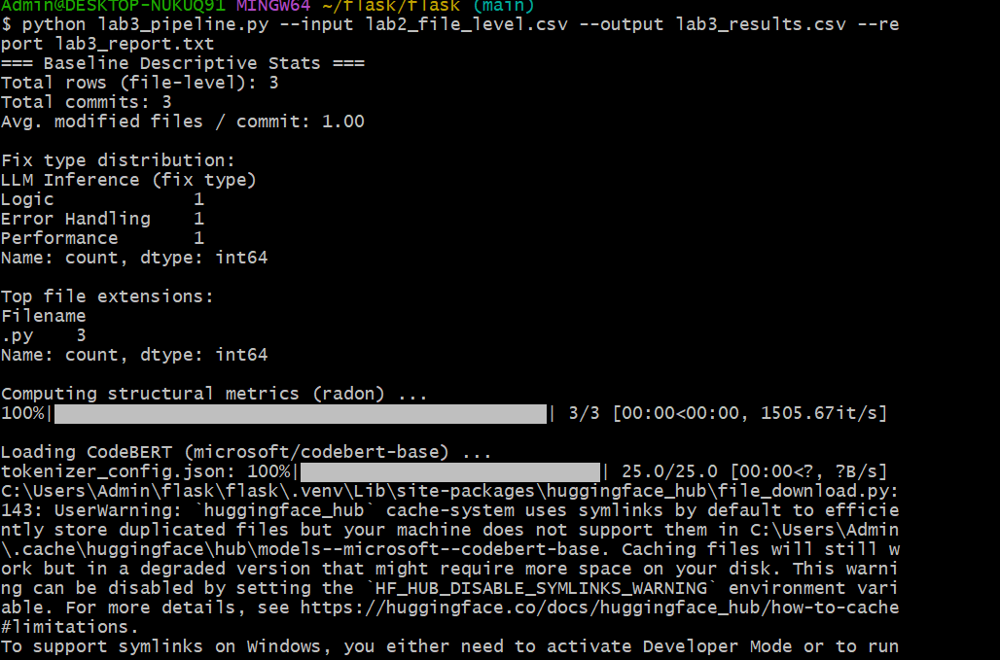 Admin@DESKTOP-NUKUQ91 MINGW64 ~/flask/flask (main)
$ python lab3_pipeline.py --input lab2_file_level.csv --output lab3_results.csv --re
port lab3_report.txt
=== Baseline Descriptive Stats ===
Total rows (file-level): 3
Total commits: 3
Avg. modified files / commit: 1.00

Fix type distribution:
LLM Inference (fix type)
Logic             1
Error Handling    1
Performance       1
Name: count, dtype: int64

Top file extensions:
Filename
.py    3
Name: count, dtype: int64

Computing structural metrics (radon) ...
100%|                                              | 3/3 [00:00<00:00, 1505.67it/s]

Loading CodeBERT (microsoft/codebert-base) ...
tokenizer_config.json: 100%|                            | 25.0/25.0 [00:00<?, ?B/s]
C:\Users\Admin\flask\flask\.venv\Lib\site-packages\huggingface_hub\file_download.py:
143: UserWarning: `huggingface_hub` cache-system uses symlinks by default to efficie
ntly store duplicated files but your machine does not support them in C:\Users\Admin
\.cache\huggingface\hub\models--microsoft--codebert-base. Caching files will still w
ork but in a degraded version that might require more space on your disk. This warni
ng can be disabled by setting the `HF_HUB_DISABLE_SYMLINKS_WARNING` environment vari
able. For more details, see https://huggingface.co/docs/huggingface_hub/how-to-cache
#limitations.
To support symlinks on Windows, you either need to activate Developer Mode or to run